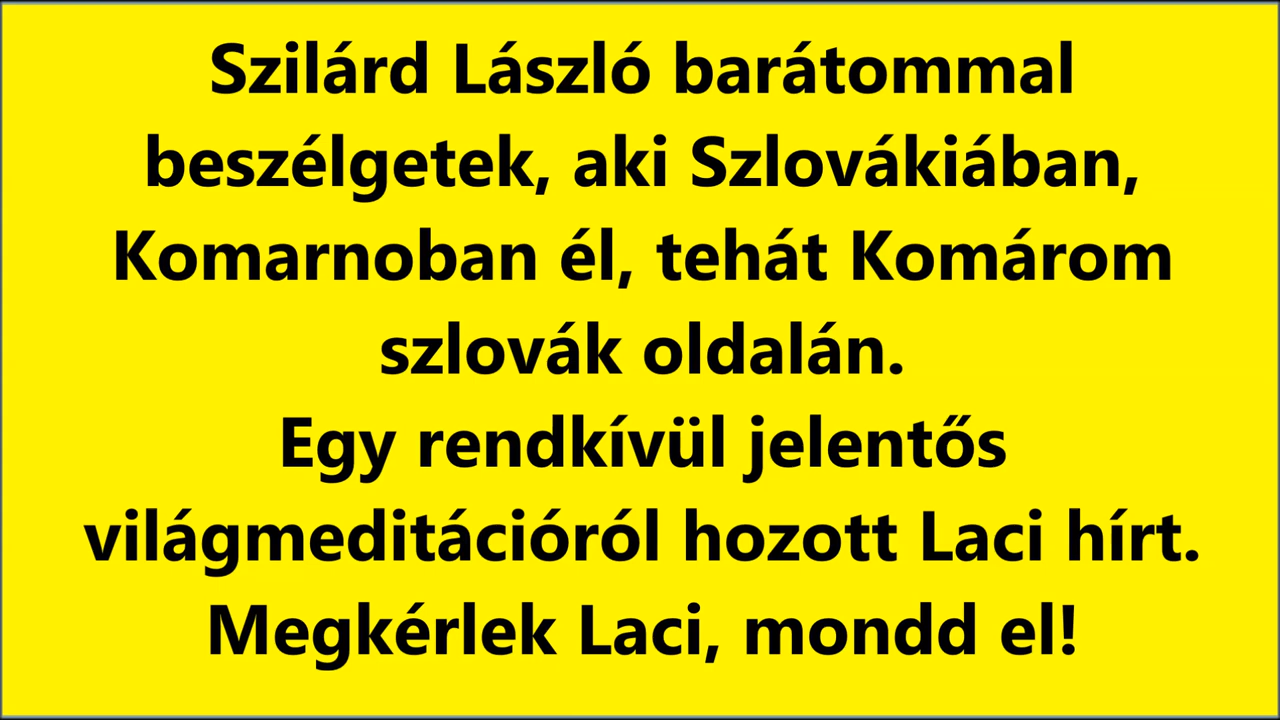 Szilárd László barátommal
beszélgetek, aki Szlovákiában,
Komarnoban él, tehát Komárom
szlovák oldalán.
Egy rendkívül jelentős
világmeditációról hozott Laci hírt.
Megkérlek Laci, mondd el!